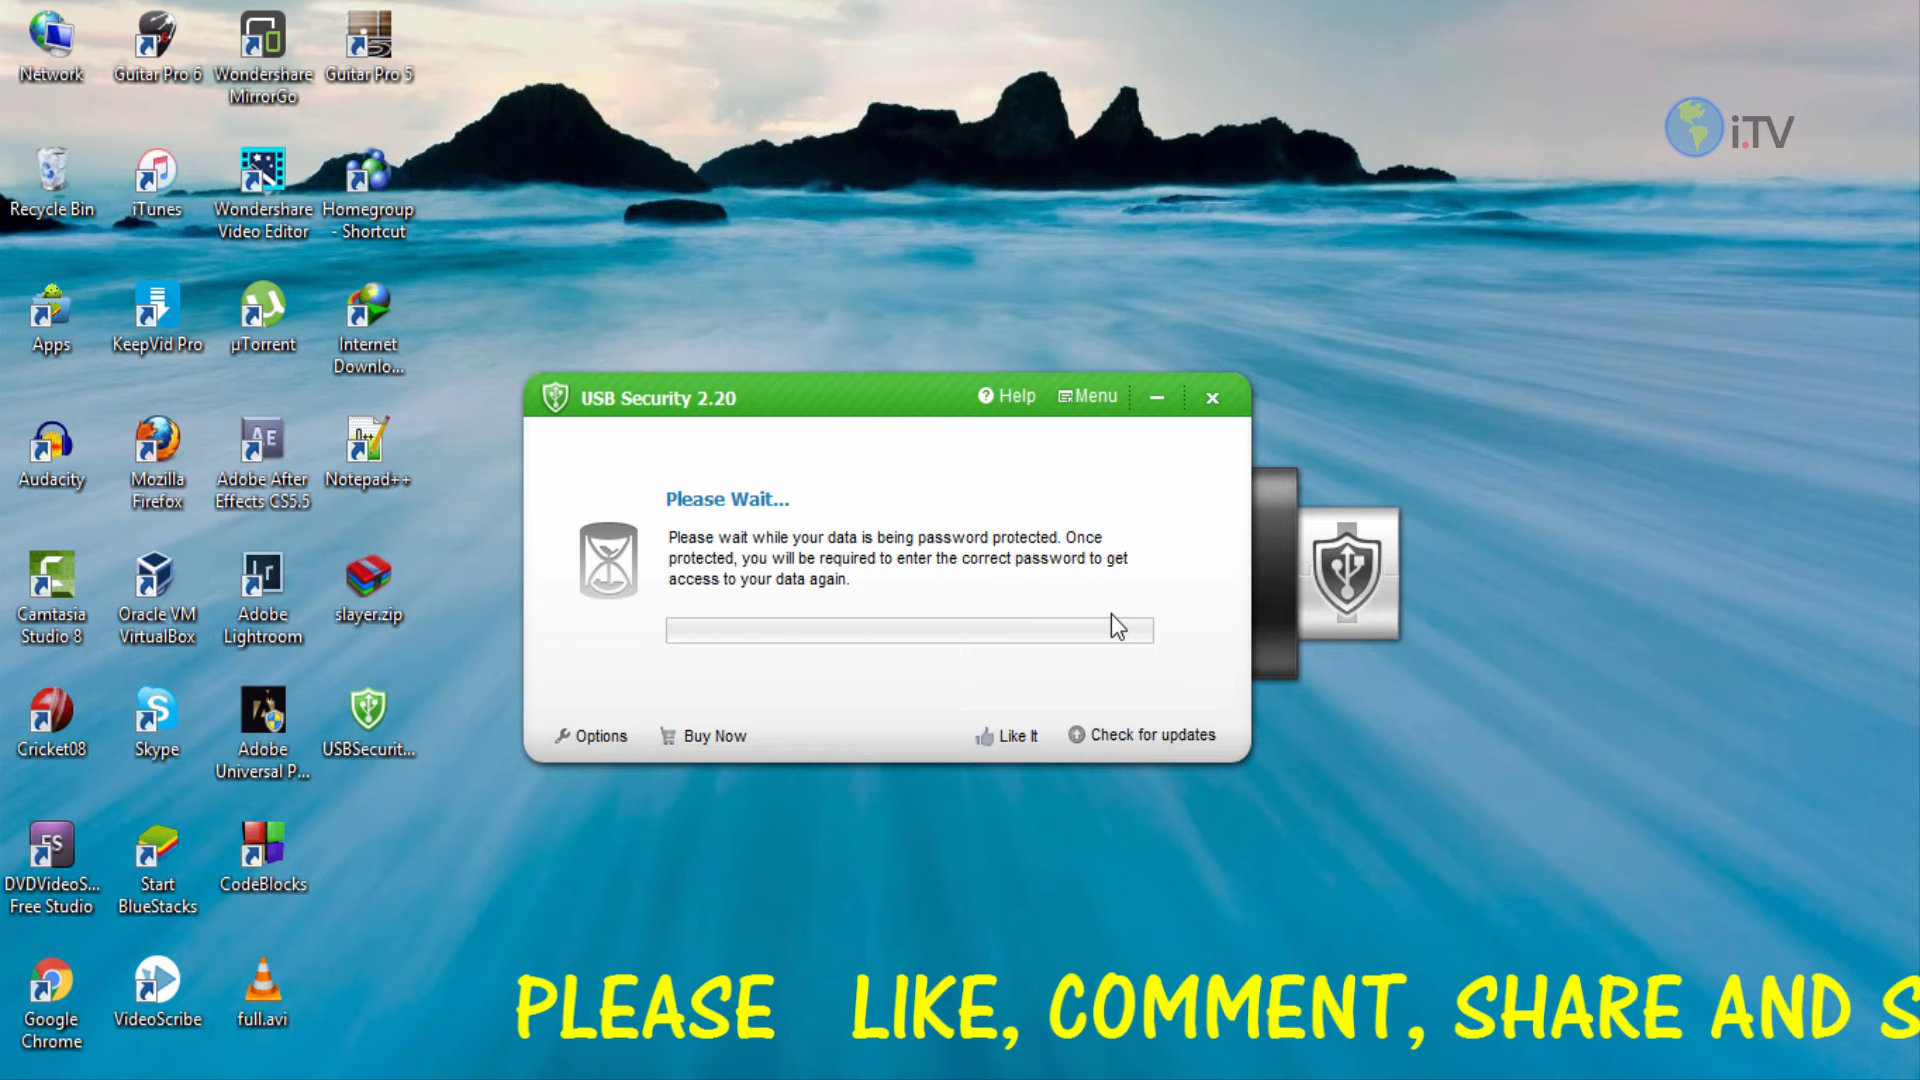 Network
Guitar Pro 6
Wondershare
MirrorGo
Guitar Pro 5
i.TV
Recycle Bin
iTunes
Wondershare
Video Editor
Homegroup
- Shortcut
Apps
KeepVid Pro
µTorrent
Internet
Downlo...
USB Security 2.20
Help
Menu
Audacity
Mozilla
Firefox
AE
Adobe After
Effects CS5.5
Notepad++
Please Wait...
Please wait while your data is being password protected. Once
protected, you will be required to enter the correct password to get
access to your data again.
Camtasia
Studio 8
Oracle VM
VirtualBox
Lr
Adobe
Lightroom
slayer.zip
Cricket08
Skype
Adobe
Universal P...
USBSecurit...
Options
Buy Now
Like It
Check for updates
FS
DVDVideoS...
Free Studio
Start
BlueStacks
CodeBlocks
Google
Chrome
VideoScribe
full.avi
PLEASE LIKE, COMMENT, SHARE AND S